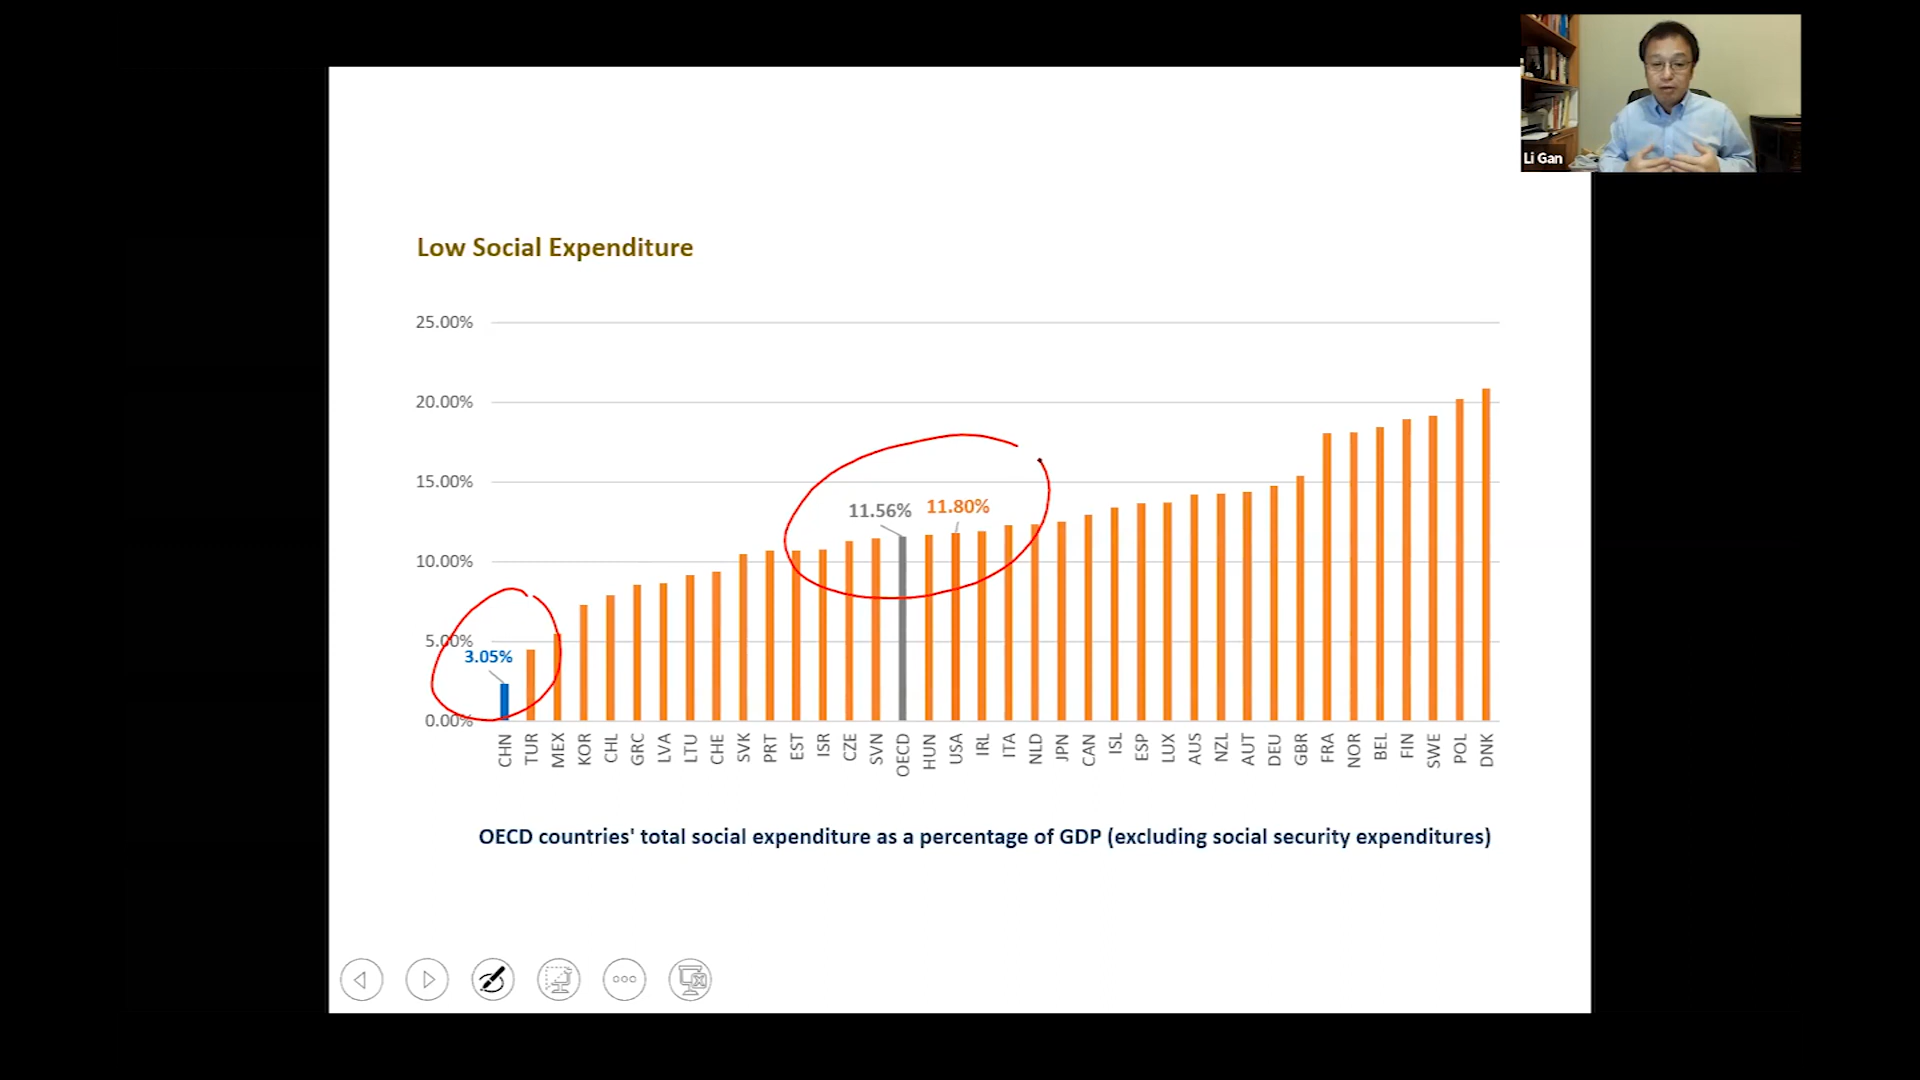 Li Gan
Low Social Expenditure
25.00%
20.00%
15.00%
11.56%
11.80%
10.00%
5.00%
3.05%
0.00%
CHN TUR MEX KOR CHL GRC LVA LTU CHE SVK PRT EST ISR CZE SVN OECD HUN USA IRL ITA NLD JPN CAN ISL ESP LUX AUS NZL AUT DEU GBR FRA NOR BEL FIN SWE POL DNK
OECD countries' total social expenditure as a percentage of GDP (excluding social security expenditures)